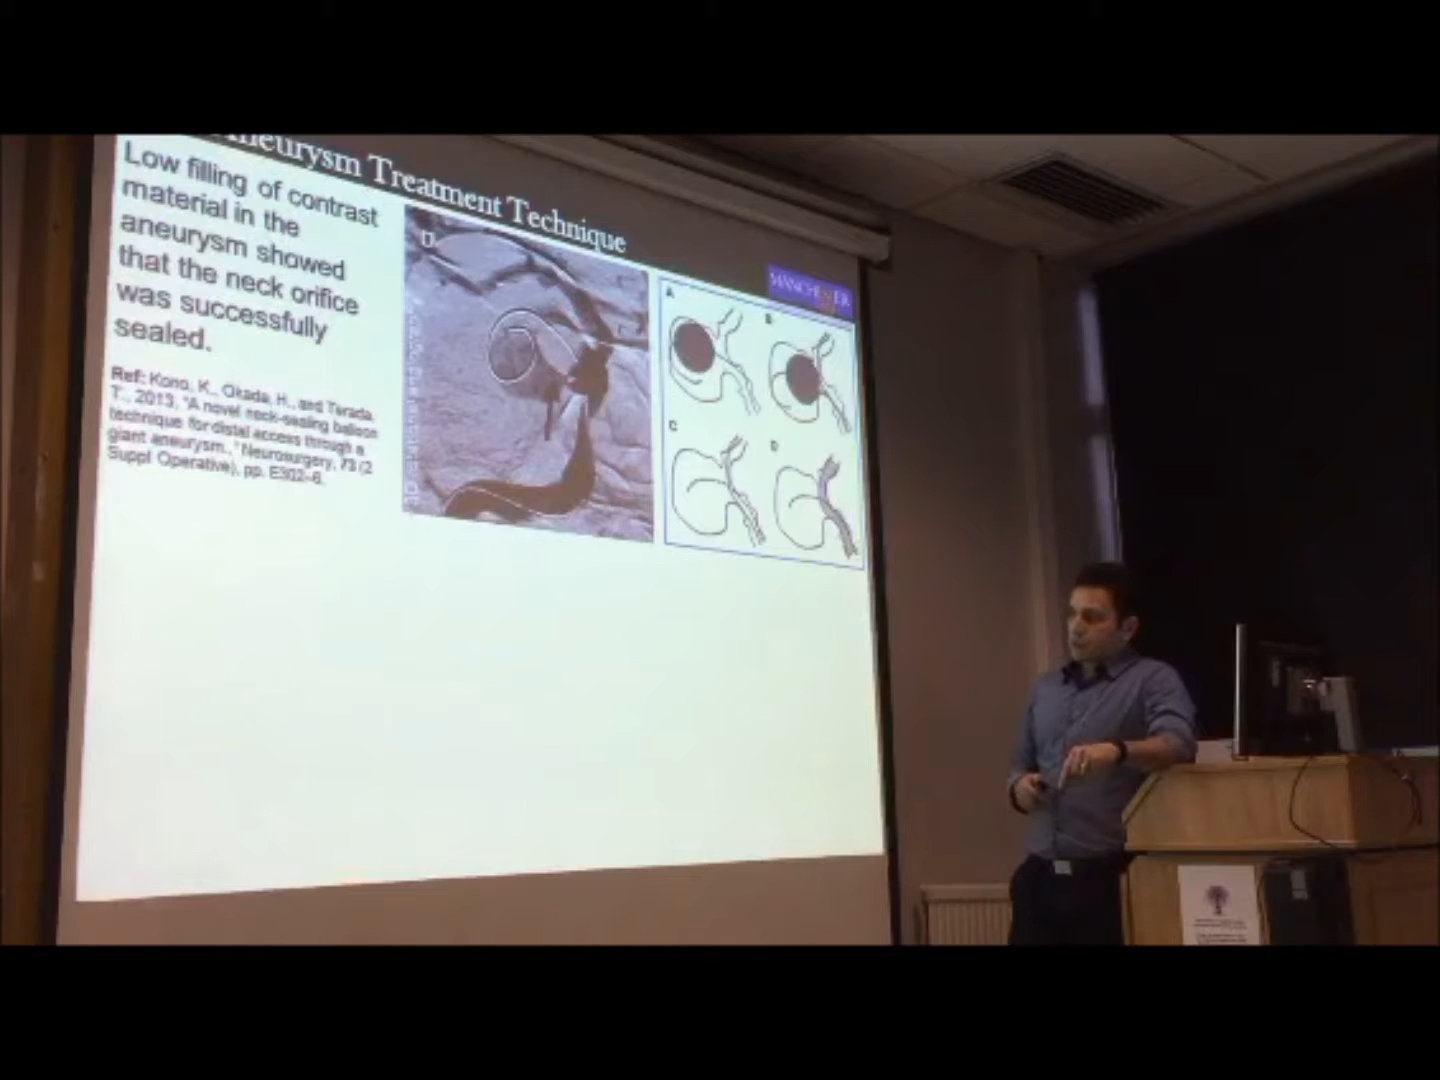 Aneurysm Treatment Technique
Low filling of contrast
material in the
aneurysm showed
that the neck orifice
was successfully
sealed.
Ref: Kono, K., Okada, H., and Terada,
T., 2013, "A novel neck-sealing balloon
technique for distal access through a
giant aneurysm.," Neurosurgery, 73 (2
Suppl Operative), pp. E302–6.
D
A
B
C
D
MANCHESTER